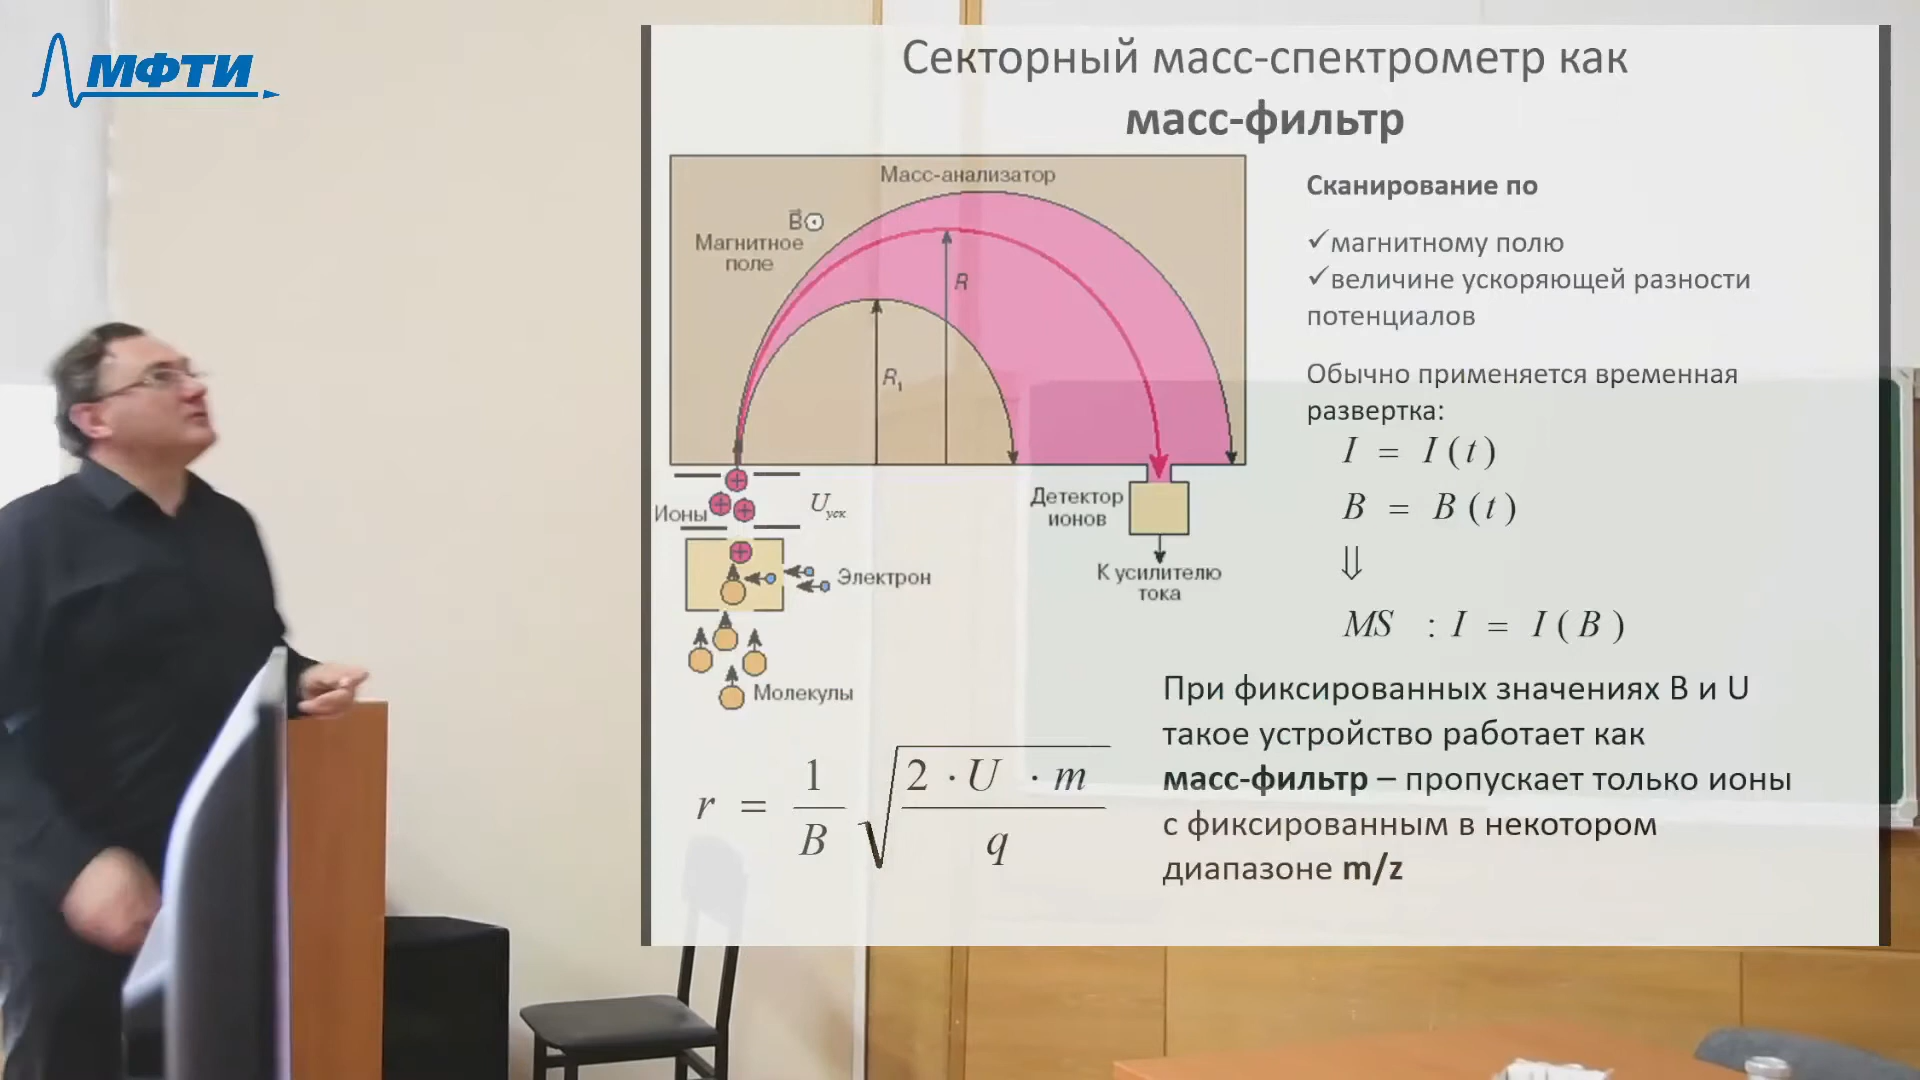 МФТИ
Секторный масс-спектрометр как
масс-фильтр
Масс-анализатор
B⃗⊙
Магнитное
поле
R
R₁
Ионы
Uуск
Детектор
ионов
К усилителю
тока
Электрон
Молекулы
r = 1/B √(2 · U · m / q)
Сканирование по
✓магнитному полю
✓величине ускоряющей разности
потенциалов
Обычно применяется временная
развертка:
I = I ( t )
B = B ( t )
⇓
MS : I = I ( B )
При фиксированных значениях B и U
такое устройство работает как
масс-фильтр – пропускает только ионы
с фиксированным в некотором
диапазоне m/z